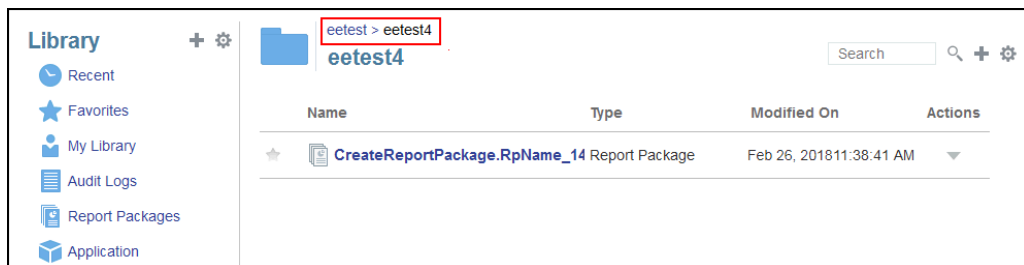 Library
Recent
Favorites
My Library
Audit Logs
Report Packages
Application
eetest > eetest4
eetest4
Search
Name Type Modified On Actions
CreateReportPackage.RpName_14 Report Package Feb 26, 201811:38:41 AM